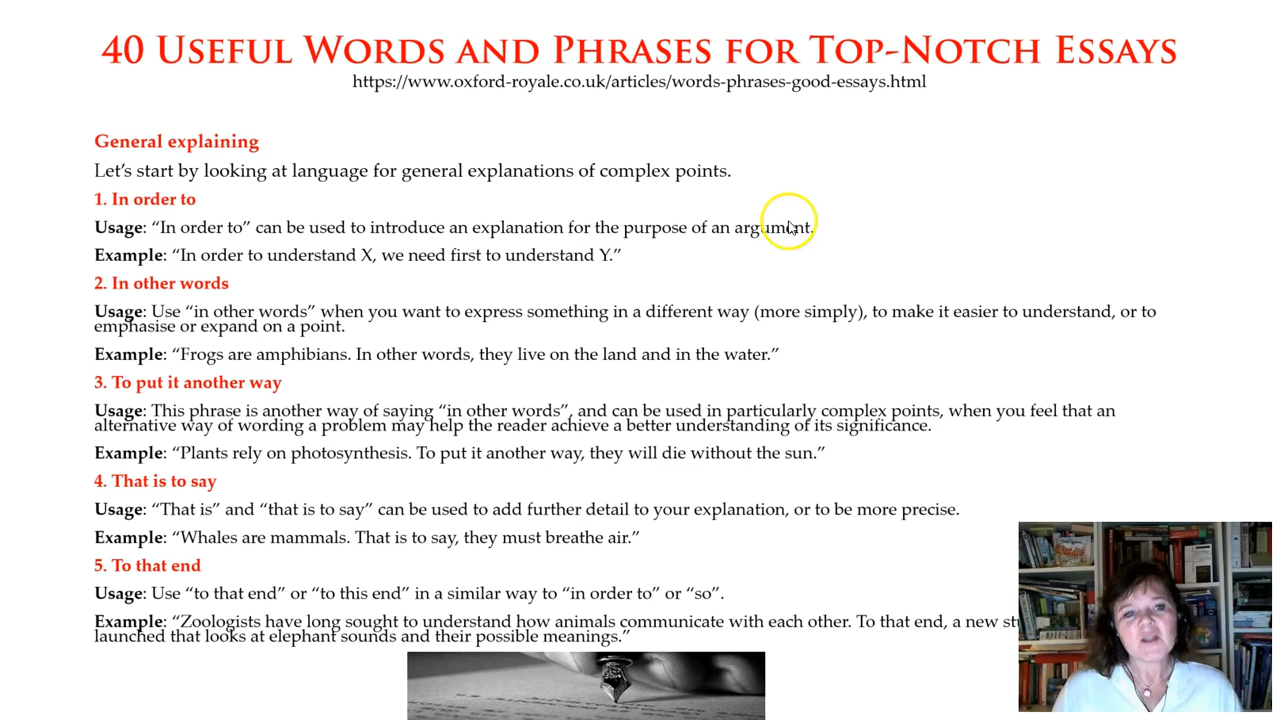 40 Useful Words and Phrases for Top-Notch Essays
https://www.oxford-royale.co.uk/articles/words-phrases-good-essays.html
General explaining
Let’s start by looking at language for general explanations of complex points.
1. In order to
Usage: “In order to” can be used to introduce an explanation for the purpose of an argument.
Example: “In order to understand X, we need first to understand Y.”
2. In other words
Usage: Use “in other words” when you want to express something in a different way (more simply), to make it easier to understand, or to
emphasise or expand on a point.
Example: “Frogs are amphibians. In other words, they live on the land and in the water.”
3. To put it another way
Usage: This phrase is another way of saying “in other words”, and can be used in particularly complex points, when you feel that an
alternative way of wording a problem may help the reader achieve a better understanding of its significance.
Example: “Plants rely on photosynthesis. To put it another way, they will die without the sun.”
4. That is to say
Usage: “That is” and “that is to say” can be used to add further detail to your explanation, or to be more precise.
Example: “Whales are mammals. That is to say, they must breathe air.”
5. To that end
Usage: Use “to that end” or “to this end” in a similar way to “in order to” or “so”.
Example: “Zoologists have long sought to understand how animals communicate with each other. To that end, a new
launched that looks at elephant sounds and their possible meanings.”